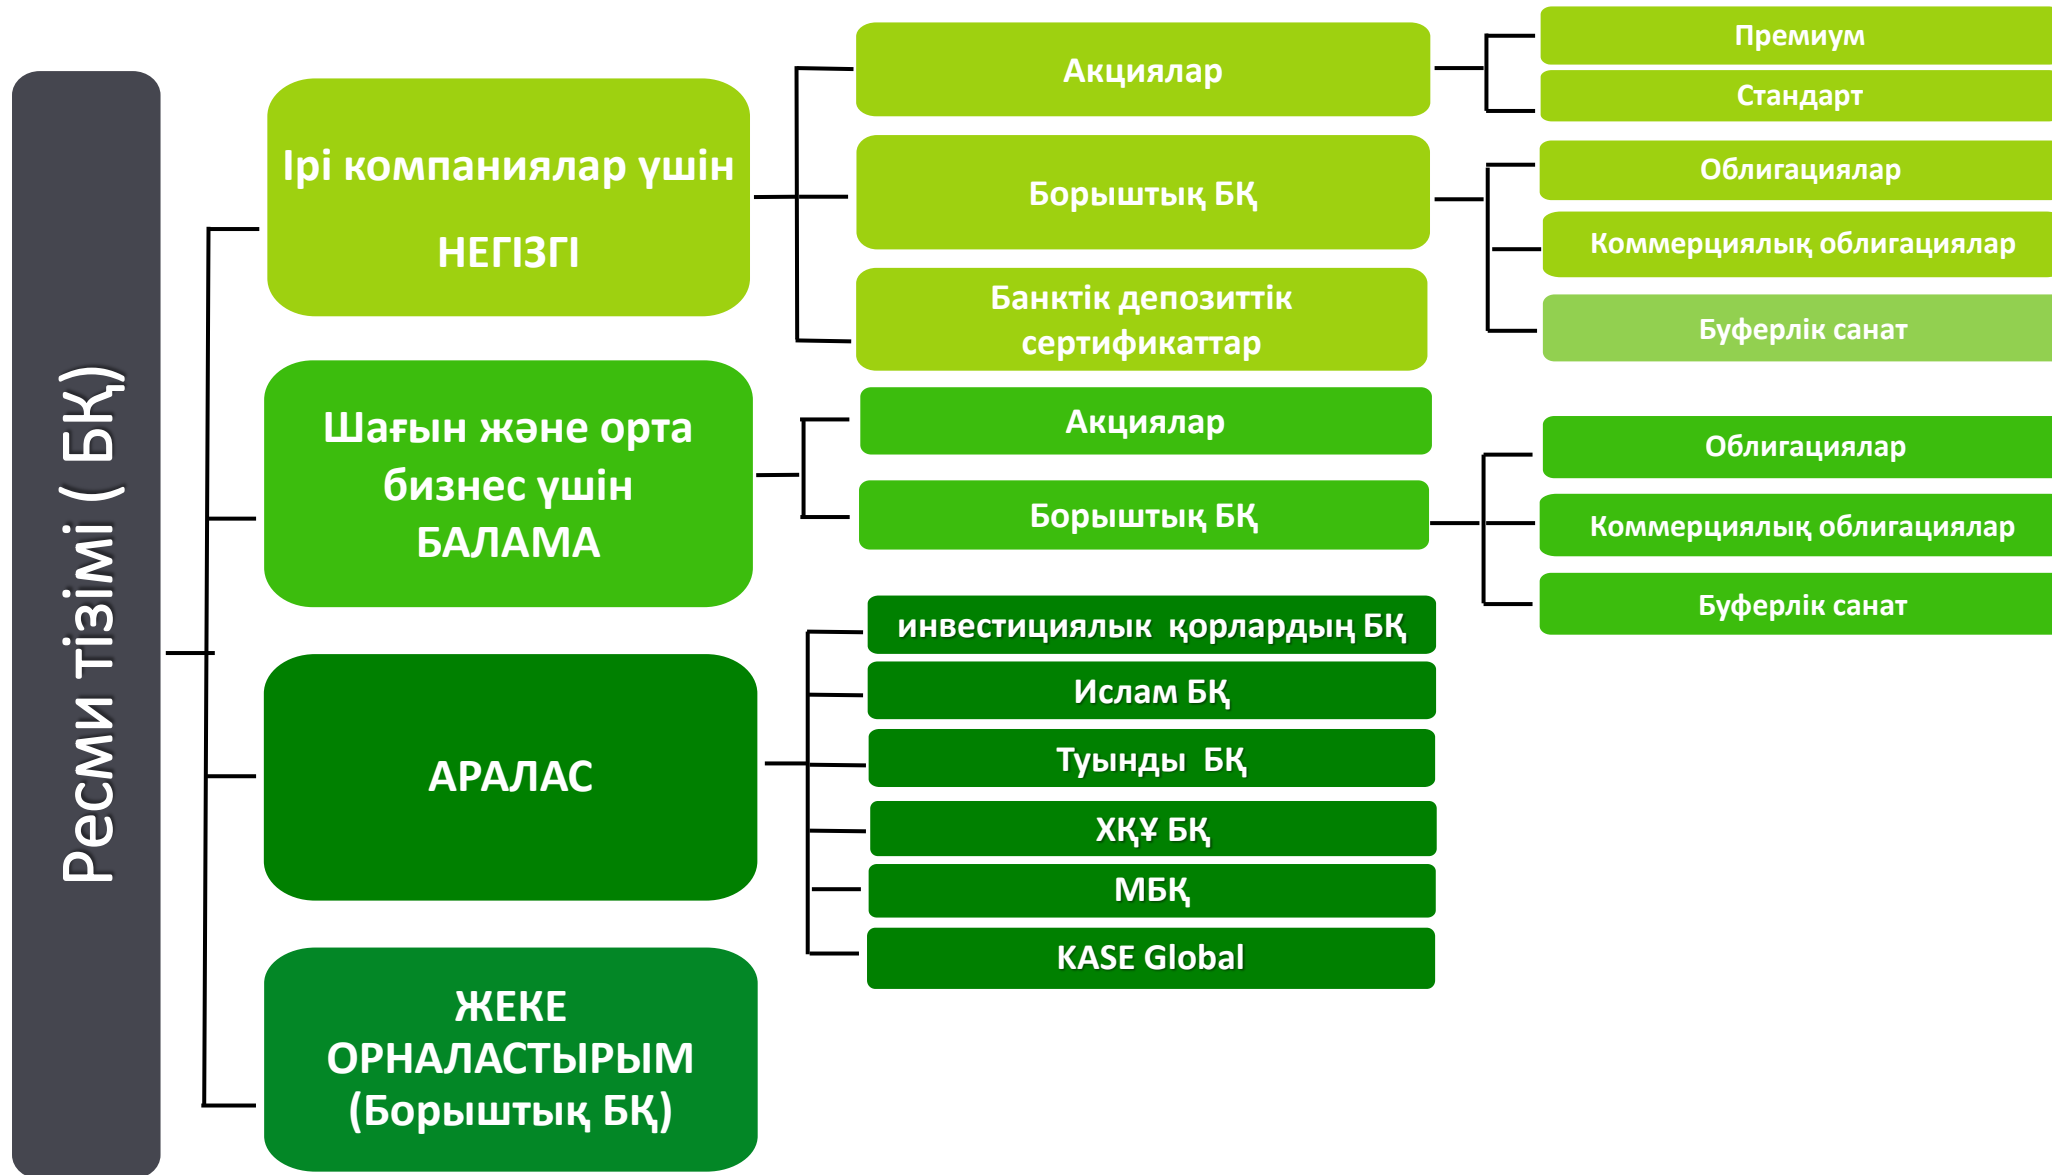 Ресми тізімі ( БҚ)
Ірі компаниялар үшін
НЕГІЗГІ
Акциялар
Премиум
Стандарт
Борыштық БҚ
Облигациялар
Коммерциялық облигациялар
Буферлік санат
Банктік депозиттік
сертификаттар
Шағын және орта
бизнес үшін
БАЛАМА
Акциялар
Борыштық БҚ
Облигациялар
Коммерциялық облигациялар
Буферлік санат
АРАЛАС
инвестициялык  қорлардың БҚ
Ислам БҚ
Туынды  БҚ
ХҚҰ БҚ
МБҚ
KASE Global
ЖЕКЕ
ОРНАЛАСТЫРЫМ
(Борыштық БҚ)